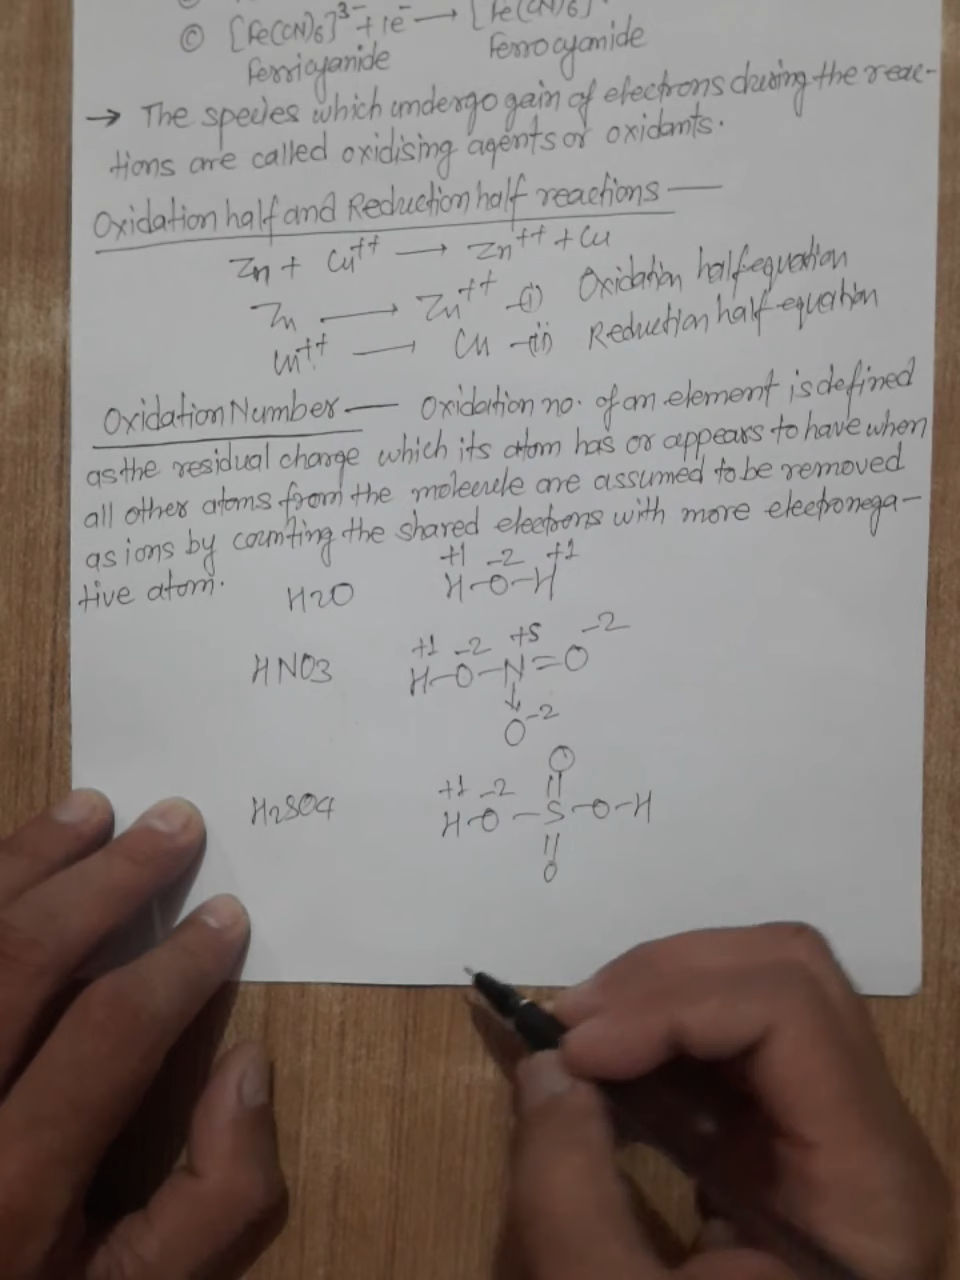 © [Fe(CN)6]3- + 1e- → [Fe(CN)6]
Ferricyanide Ferrocyanide
→ The species which undergo gain of electrons during the reac-
tions are called oxidising agents or oxidants.
Oxidation half and Reduction half reactions —
Zn + Cu++ → Zn++ + Cu
Zn → Zn++ -(i) Oxidation half equation
Cu++ → Cu -(ii) Reduction half-equation
Oxidation Number — Oxidation no. of an element is defined
as the residual charge which its atom has or appears to have when
all other atoms from the molecule are assumed to be removed
as ions by counting the shared electrons with more electronega-
tive atom.
+1 -2 +1
H2O H-O-H
+1 -2 +5 -2
HNO3 H-O-N=O
↓
O-2
O
||
+1 -2
H2SO4 H-O-S-O-H
||
O